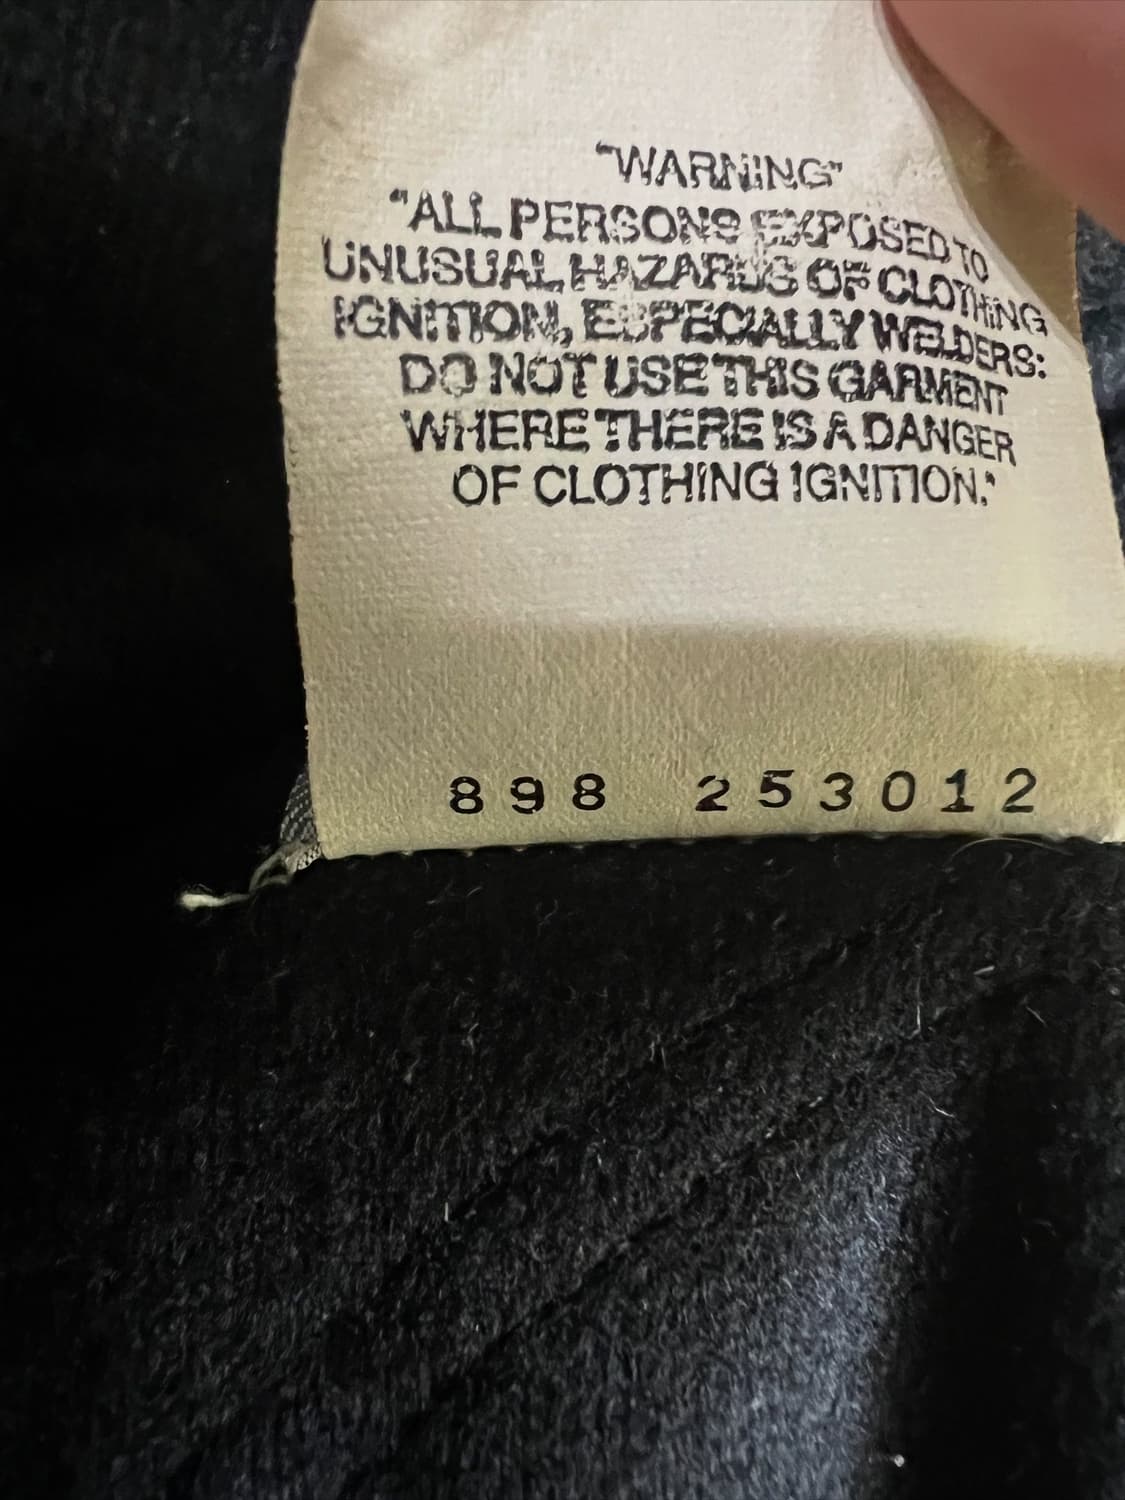 "WARNING"
"ALL PERSONS EXPOSED TO
UNUSUAL HAZARDS OF CLOTHING
IGNITION, ESPECIALLY WELDERS:
DO NOT USE THIS GARMENT
WHERE THERE IS A DANGER
OF CLOTHING IGNITION."
898 253012